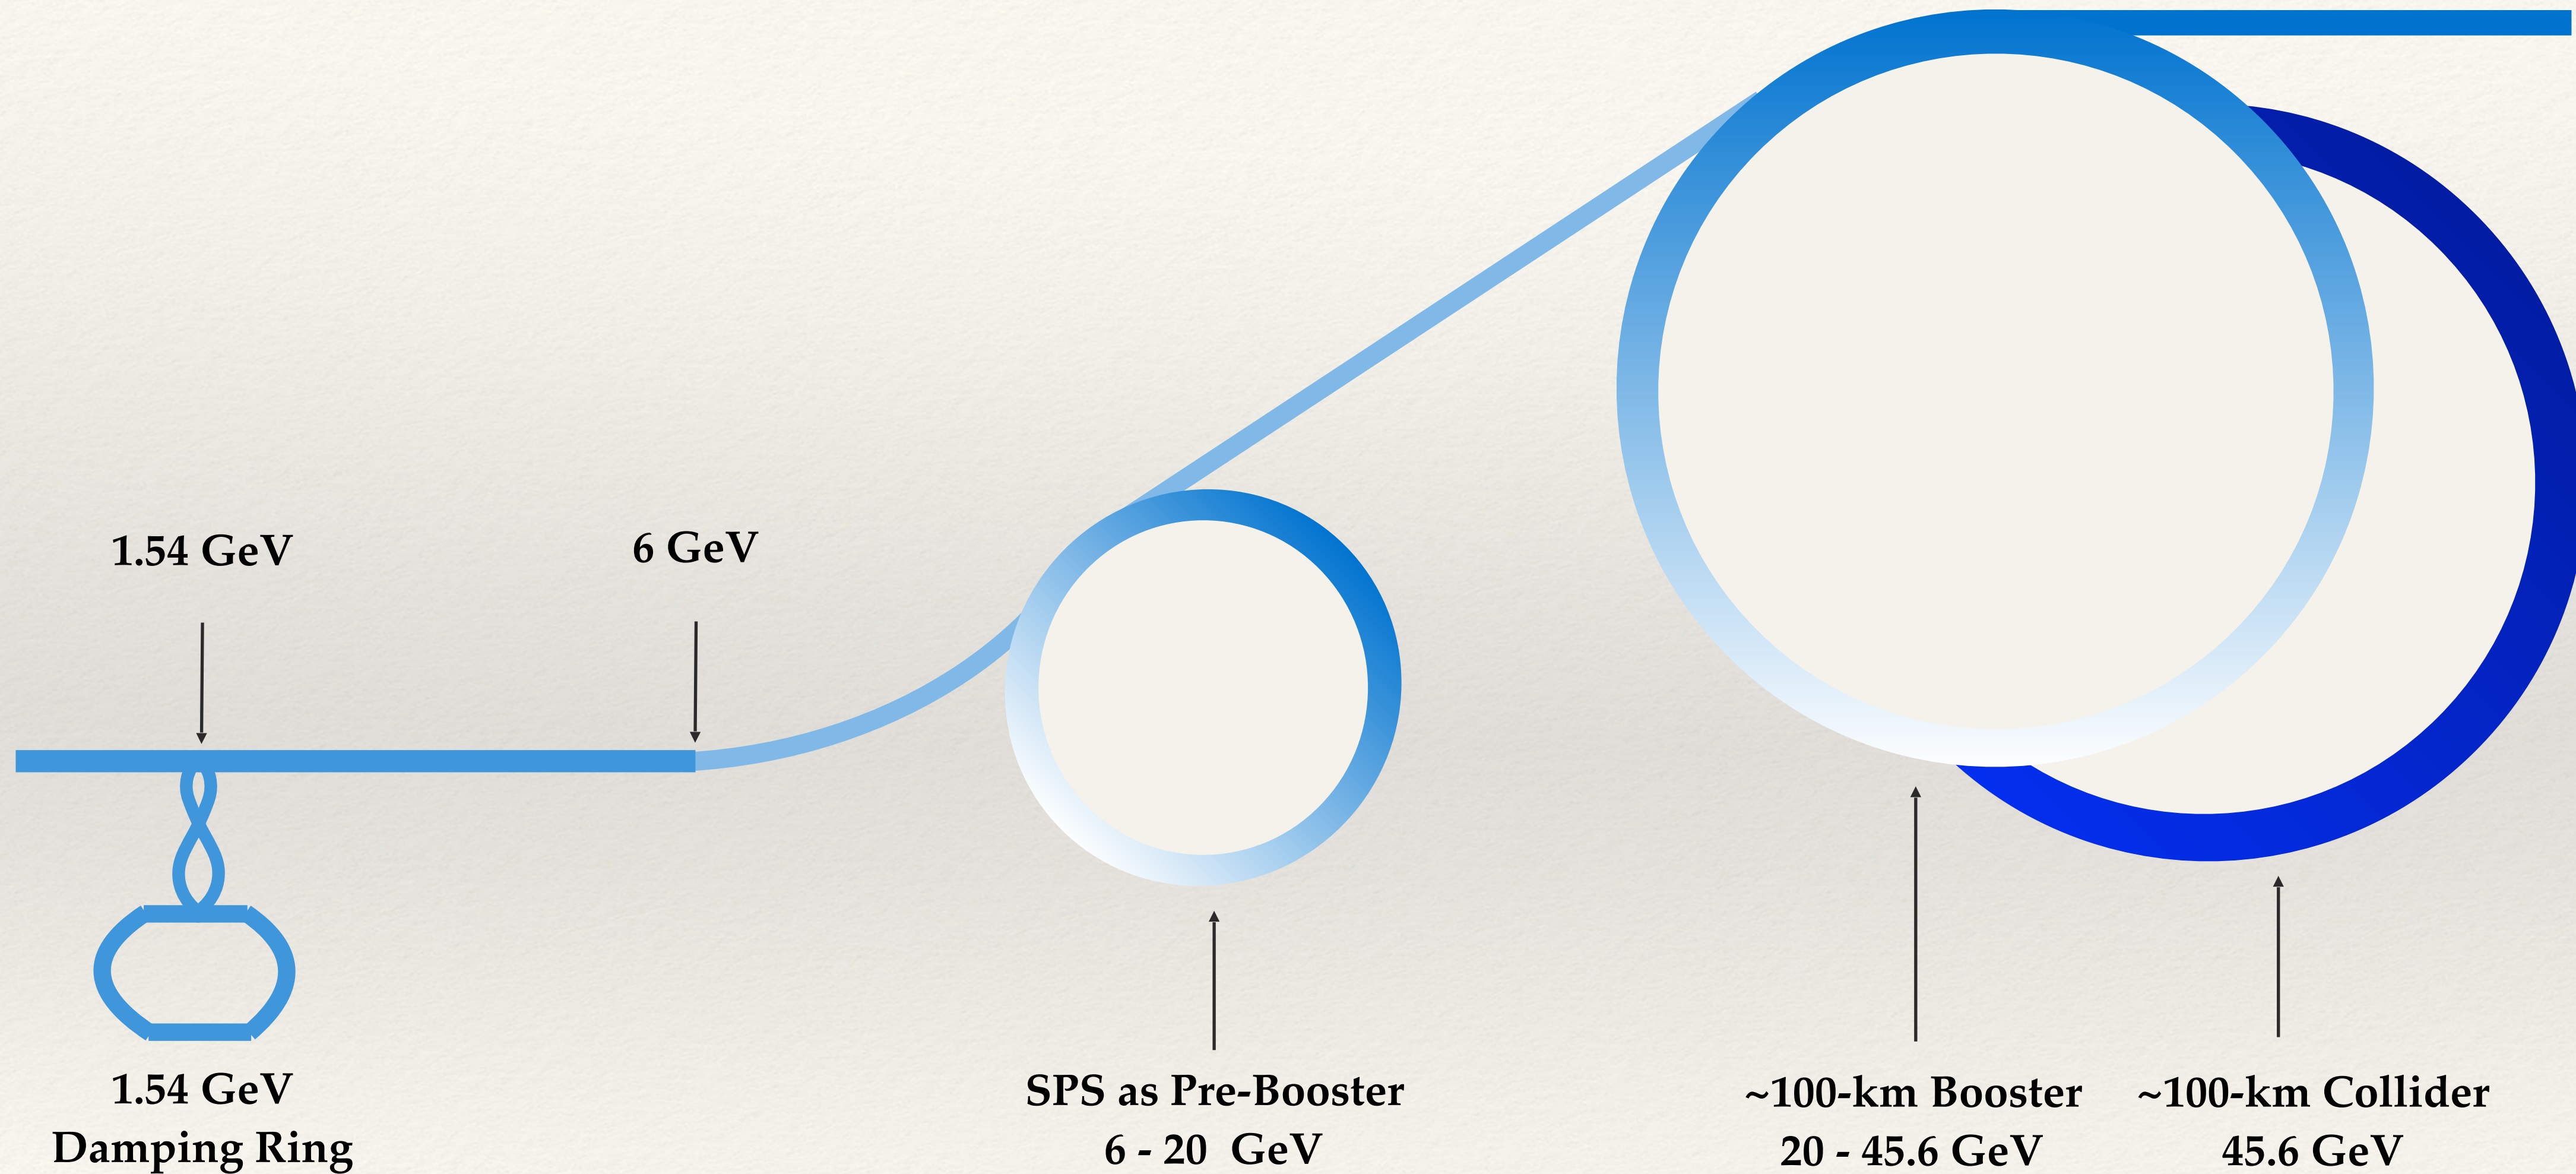 1.54 GeV
6 GeV
1.54 GeV
Damping Ring
SPS as Pre-Booster
6 - 20 GeV
~100-km Booster
20 - 45.6 GeV
~100-km Collider
45.6 GeV